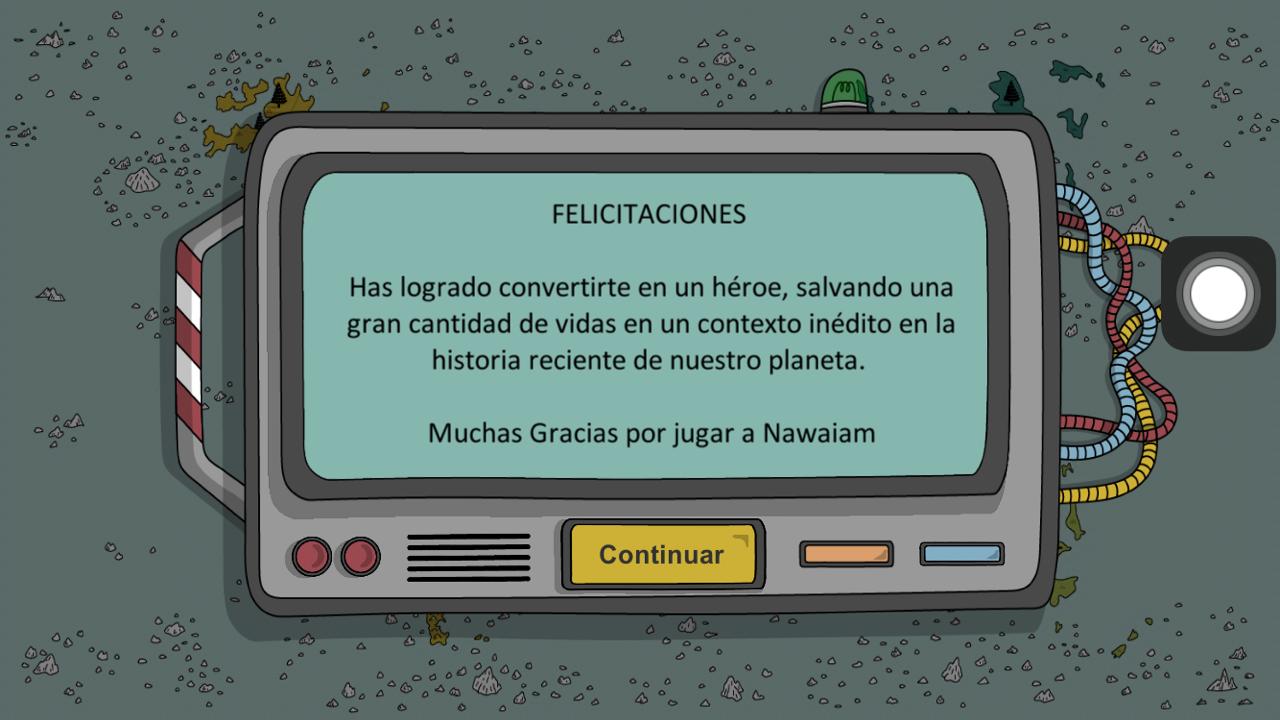 FELICITACIONES
Has logrado convertirte en un héroe, salvando una
gran cantidad de vidas en un contexto inédito en la
historia reciente de nuestro planeta.
Muchas Gracias por jugar a Nawaiam
Continuar